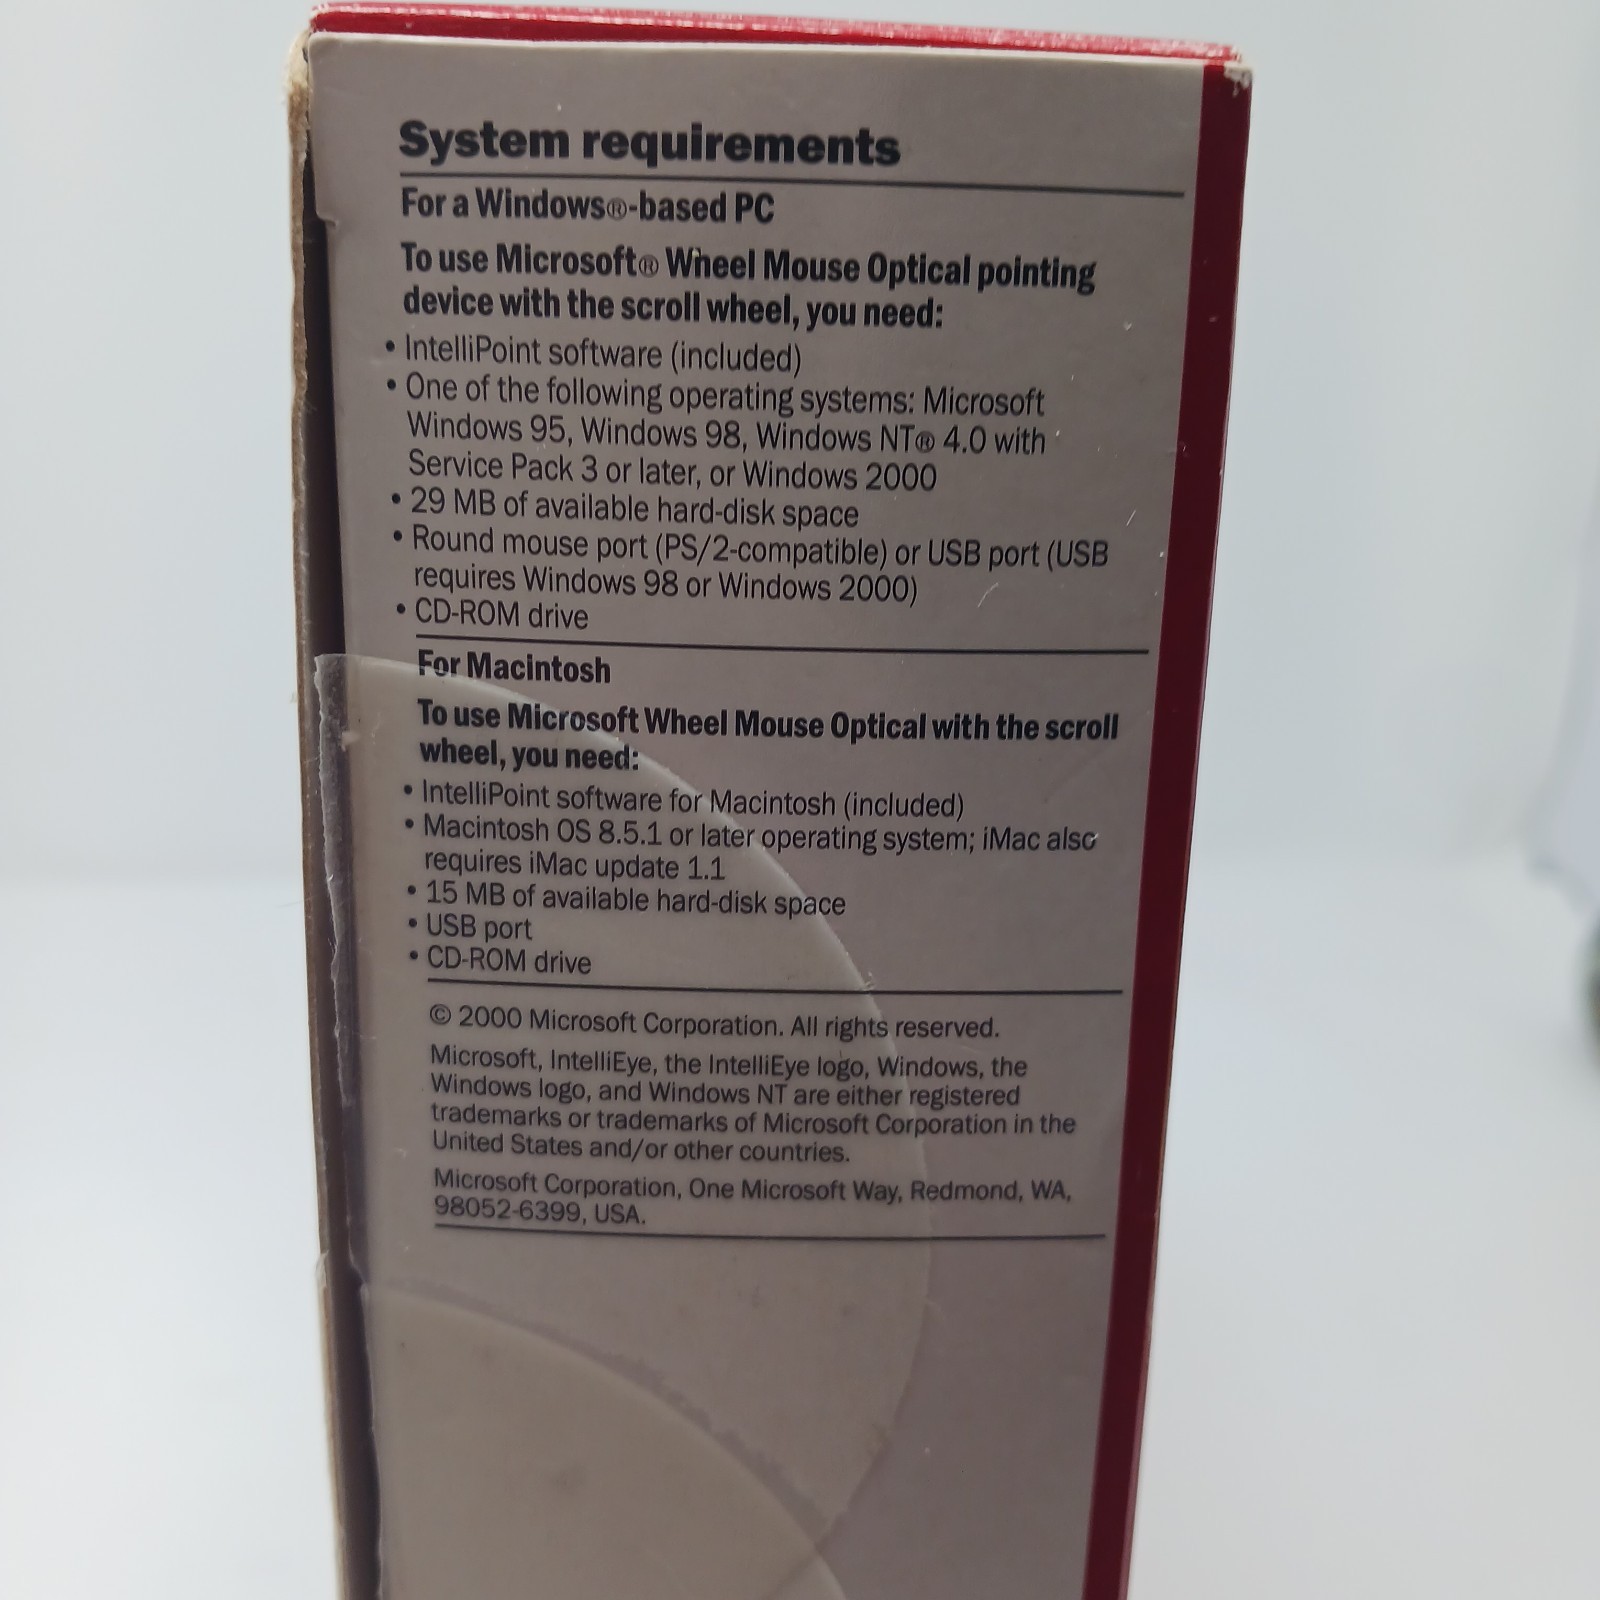 System requirements
For a Windows®-based PC
To use Microsoft® Wheel Mouse Optical pointing
device with the scroll wheel, you need:
• IntelliPoint software (included)
• One of the following operating systems: Microsoft
Windows 95, Windows 98, Windows NT® 4.0 with
Service Pack 3 or later, or Windows 2000
• 29 MB of available hard-disk space
• Round mouse port (PS/2-compatible) or USB port (USB
requires Windows 98 or Windows 2000)
• CD-ROM drive
For Macintosh
To use Microsoft Wheel Mouse Optical with the scroll
wheel, you need:
• IntelliPoint software for Macintosh (included)
• Macintosh OS 8.5.1 or later operating system; iMac also
requires iMac update 1.1
• 15 MB of available hard-disk space
• USB port
• CD-ROM drive
© 2000 Microsoft Corporation. All rights reserved.
Microsoft, IntelliEye, the IntelliEye logo, Windows, the
Windows logo, and Windows NT are either registered
trademarks or trademarks of Microsoft Corporation in the
United States and/or other countries.
Microsoft Corporation, One Microsoft Way, Redmond, WA,
98052-6399, USA.